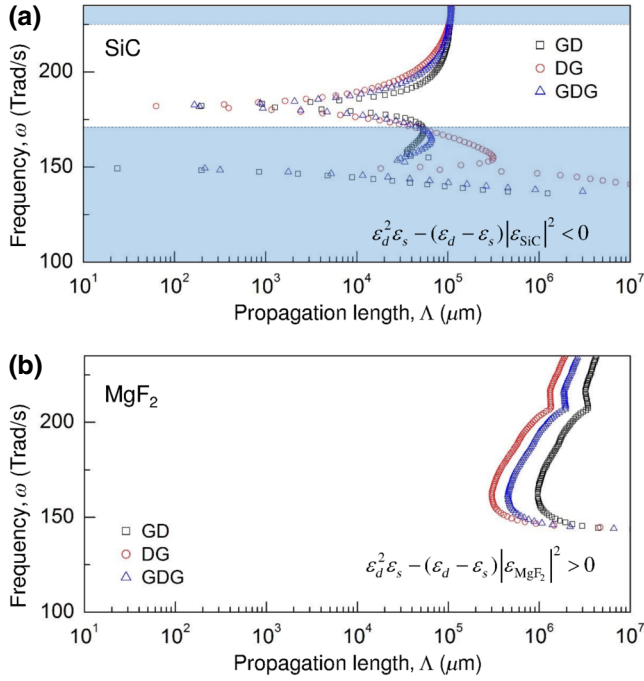 (a)
SiC
GD
DG
GDG
200
150
100
Frequency, ω (Trad/s)
ε_d^2 ε_s − (ε_d − ε_s)|ε_SiC|^2 < 0
10^1 10^2 10^3 10^4 10^5 10^6 10^7
Propagation length, Λ (μm)
(b)
MgF_2
200
150
100
Frequency, ω (Trad/s)
GD
DG
GDG
ε_d^2 ε_s − (ε_d − ε_s)|ε_MgF_2|^2 > 0
10^1 10^2 10^3 10^4 10^5 10^6 10^7
Propagation length, Λ (μm)